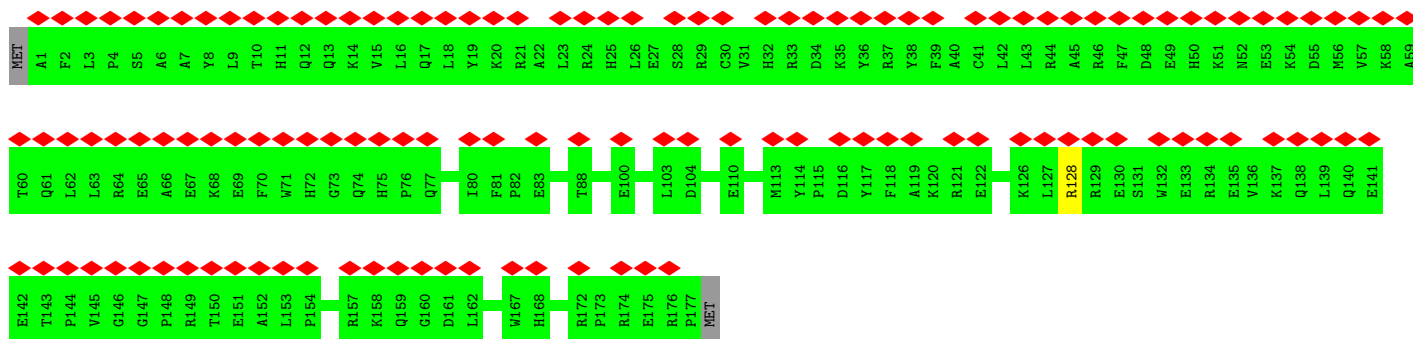 MET A1 F2 L3 P4 S5 A6 A7 Y8 L9 T10 H11 Q12 Q13 K14 V15 L16 Q17 L18 Y19 K20 R21 A22 L23 R24 H25 L26 E27 S28 R29 C30 V31 H32 R33 D34 K35 Y36 R37 Y38 F39 A40 C41 L42 L43 R44 A45 R46 F47 D48 E49 H50 K51 N52 E53 K54 D55 M56 V57 K58 A59
T60 Q61 L62 L63 R64 E65 A66 E67 K68 E69 F70 W71 H72 G73 Q74 H75 P76 Q77 I80 F81 P82 E83 T88 E100 L103 D104 E110 M113 Y114 P115 D116 Y117 F118 A119 K120 R121 E122 K126 L127 R128 R129 E130 S131 W132 E133 R134 E135 V136 K137 Q138 L139 Q140 E141
E142 T143 P144 V145 G146 G147 P148 R149 T150 E151 A152 L153 P154 R157 K158 Q159 G160 D161 L162 W167 H168 R172 P173 R174 E175 R176 P177 MET